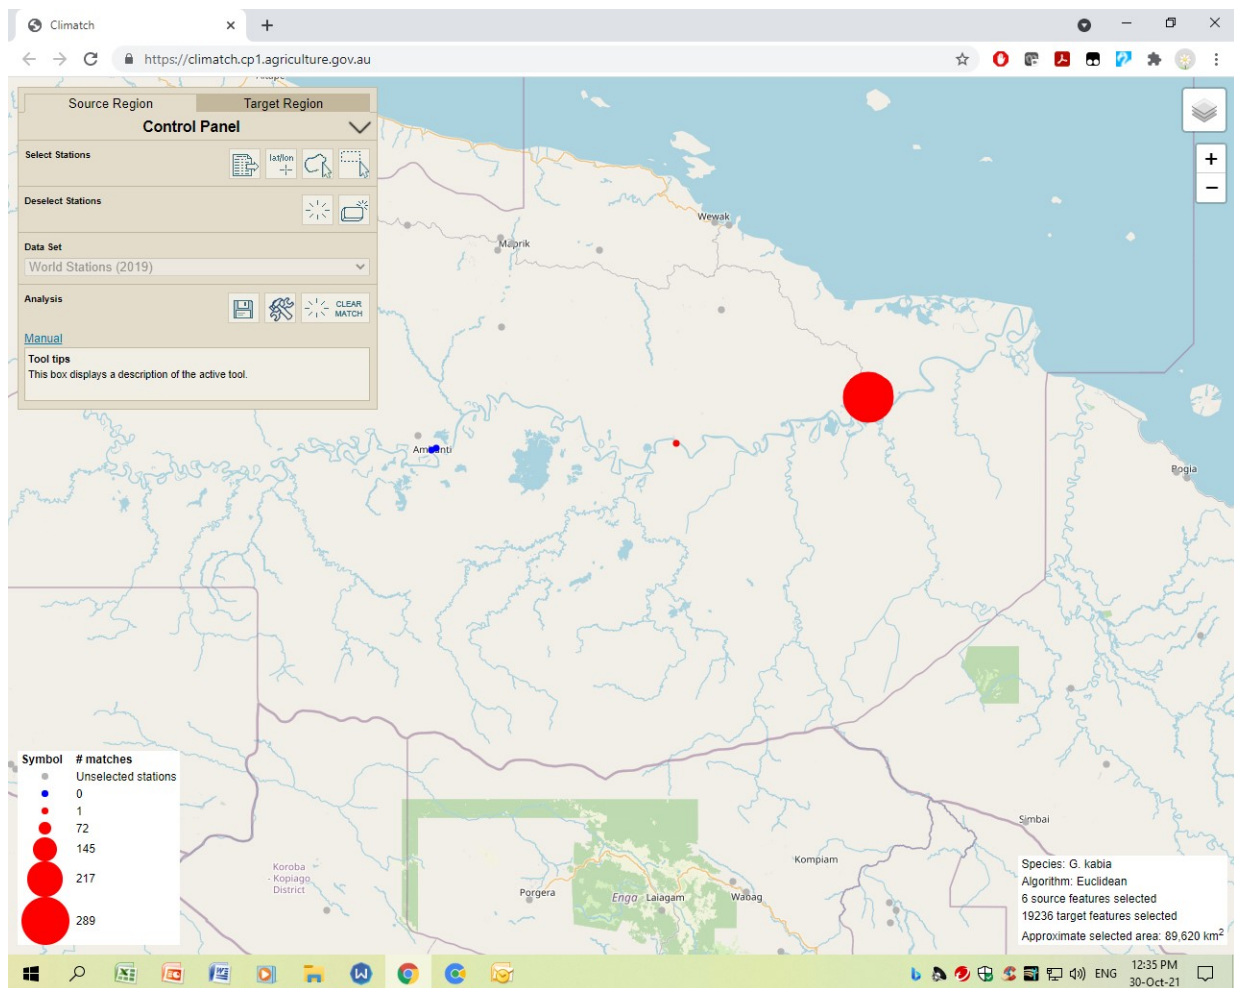 Climatch
https://climatch.cp1.agriculture.gov.au
Source Region
Target Region
Control Panel
Select Stations
lat/lon
Deselect Stations
Data Set
World Stations (2019)
Analysis
CLEAR
MATCH
Manual
Tool tips
This box displays a description of the active tool.
+
−
Wewak
Maprik
Bogia
Symbol # matches
Unselected stations
0
1
72
145
217
289
Koroba
- Kopiago
District
Porgera
Enga
Laiagam
Wabag
Kompiam
Simbai
Species: G. kabia
Algorithm: Euclidean
6 source features selected
19236 target features selected
Approximate selected area: 89,620 km²
ENG
12:35 PM
30-Oct-21